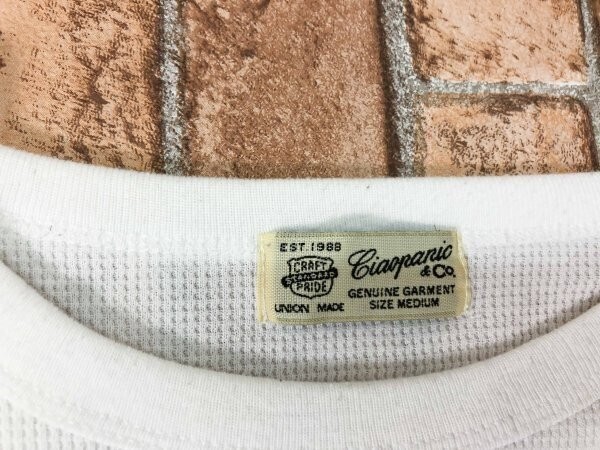 EST.1988
CRAFT
STANDARD
PRIDE
UNION MADE
Ciaopanic
& Co.
GENUINE GARMENT
SIZE MEDIUM